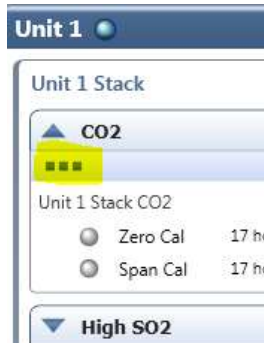 Unit 1
Unit 1 Stack
CO2
Unit 1 Stack CO2
Zero Cal 17 h
Span Cal 17 h
High SO2